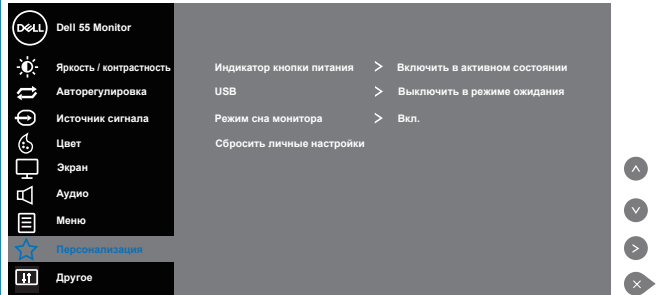 DELL Dell 55 Monitor
Яркость / контрастность
Авторегулировка
Источник сигнала
Цвет
Экран
Аудио
Меню
Персонализация
Другое
Индикатор кнопки питания > Включить в активном состоянии
USB > Выключить в режиме ожидания
Режим сна монитора > Вкл.
Сбросить личные настройки